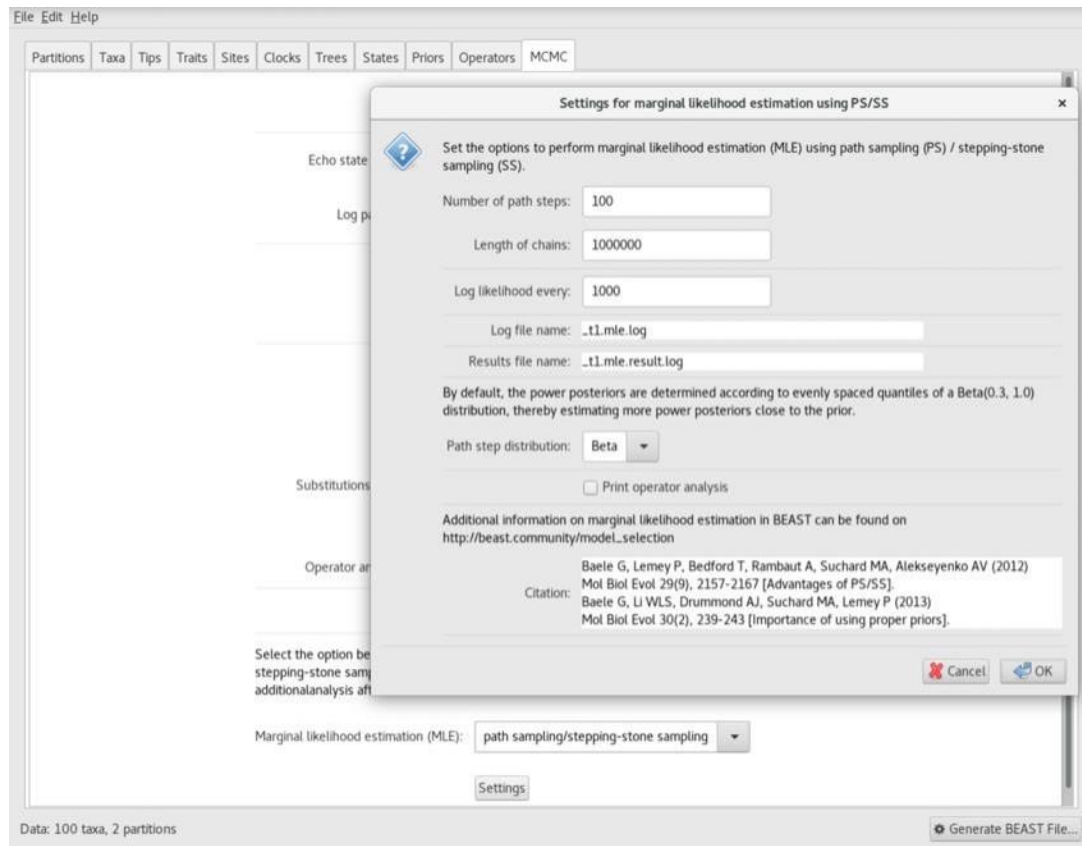 File Edit Help
Partitions Taxa Tips Traits Sites Clocks Trees States Priors Operators MCMC
Settings for marginal likelihood estimation using PS/SS
Set the options to perform marginal likelihood estimation (MLE) using path sampling (PS) / stepping-stone
sampling (SS).
Number of path steps: 100
Length of chains: 1000000
Log likelihood every: 1000
Log file name: _t1.mle.log
Results file name: _t1.mle.result.log
By default, the power posteriors are determined according to evenly spaced quantiles of a Beta(0.3, 1.0)
distribution, thereby estimating more power posteriors close to the prior.
Path step distribution: Beta
Print operator analysis
Additional information on marginal likelihood estimation in BEAST can be found on
http://beast.community/model_selection
Citation:
Baele G, Lemey P, Bedford T, Rambaut A, Suchard MA, Alekseyenko AV (2012)
Mol Biol Evol 29(9), 2157-2167 [Advantages of PS/SS].
Baele G, Li WLS, Drummond AJ, Suchard MA, Lemey P (2013)
Mol Biol Evol 30(2), 239-243 [Importance of using proper priors].
Cancel OK
Echo state
Log pa
Substitutions
Operator an
Select the option be
stepping-stone samp
additionalanalysis aft
Marginal likelihood estimation (MLE): path sampling/stepping-stone sampling
Settings
Data: 100 taxa, 2 partitions
Generate BEAST File...